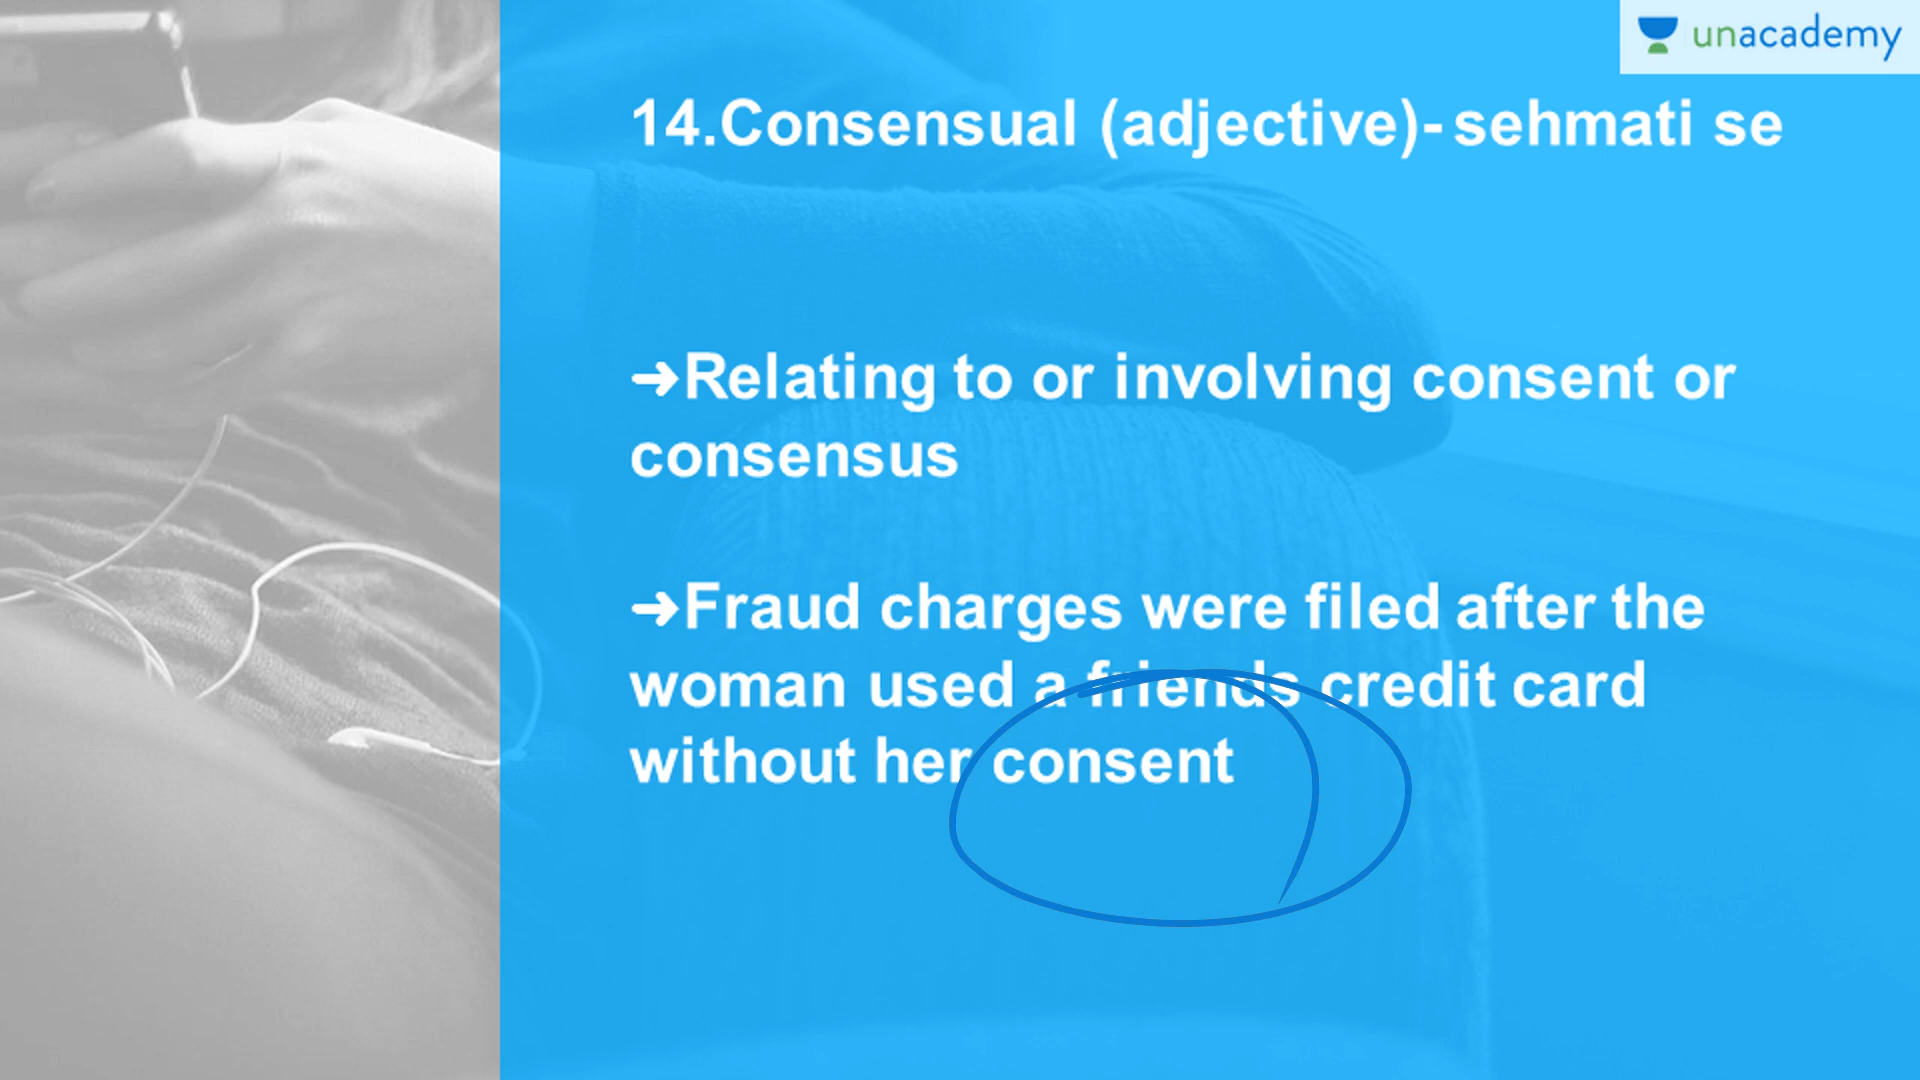 unacademy
14.Consensual (adjective)- sehmati se
➜Relating to or involving consent or
consensus
➜Fraud charges were filed after the
woman used a friends credit card
without her consent